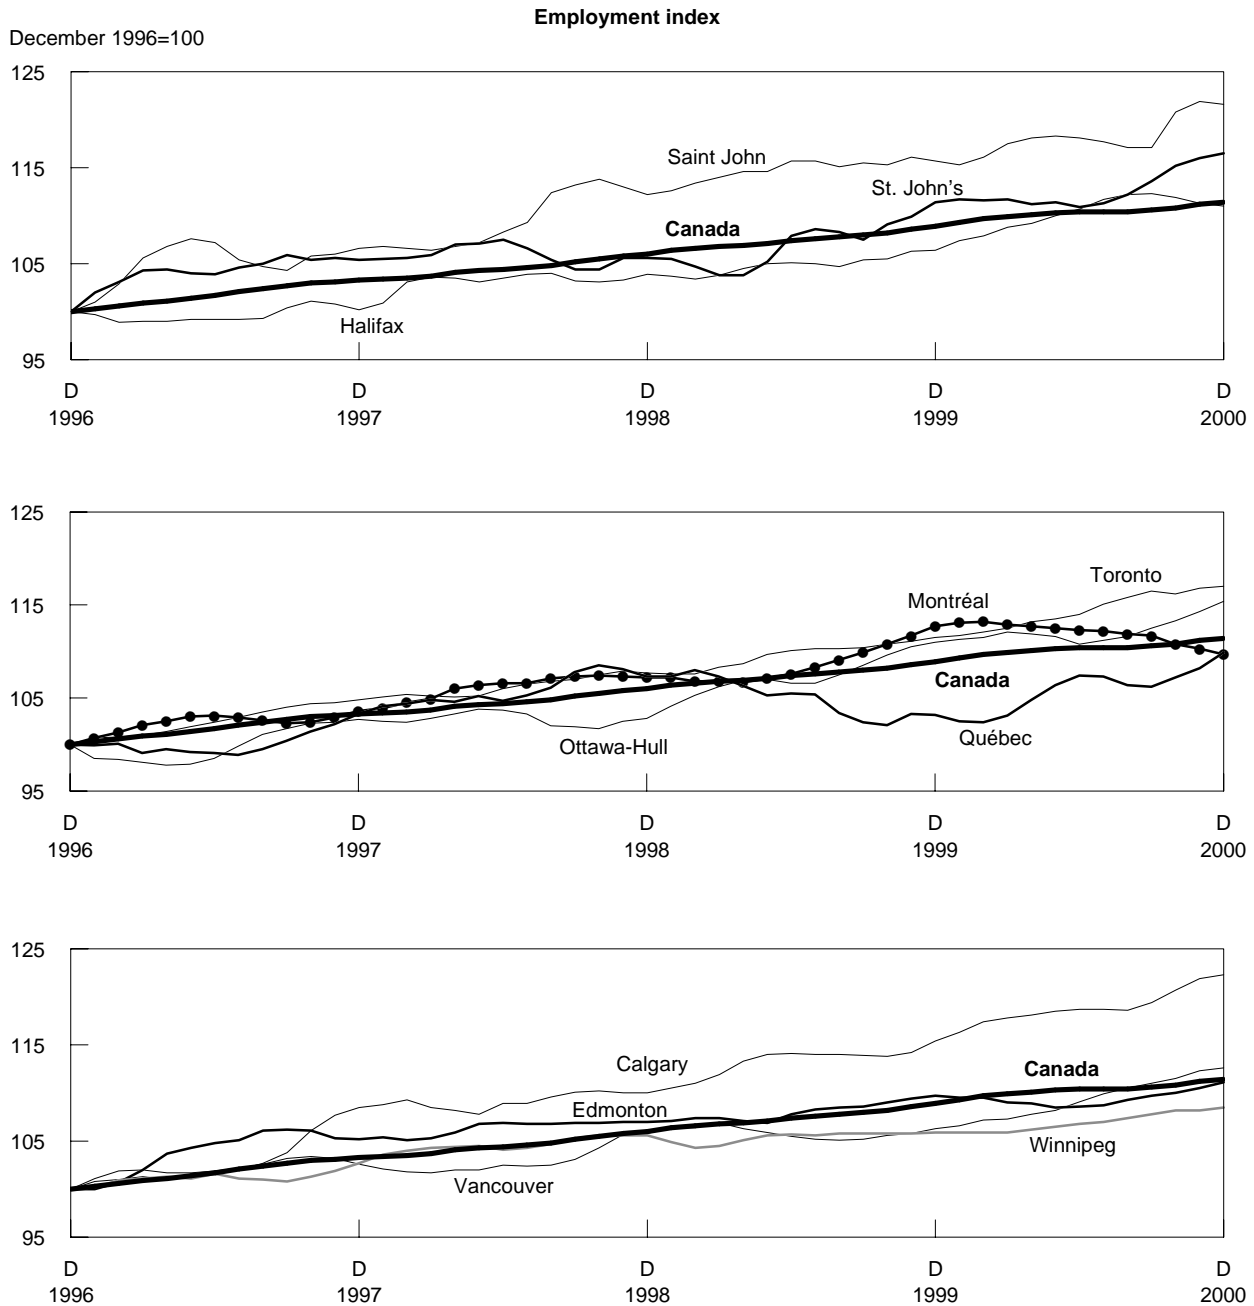 Employment index
December 1996=100
125
Saint John
115
St. John's
Canada
105
Halifax
95
D D D D D
1996 1997 1998 1999 2000
125
Toronto
Montréal
115
105
Canada
Québec
Ottawa-Hull
95
D D D D D
1996 1997 1998 1999 2000
125
115
Calgary
Canada
Edmonton
105
Winnipeg
Vancouver
95
D D D D D
1996 1997 1998 1999 2000